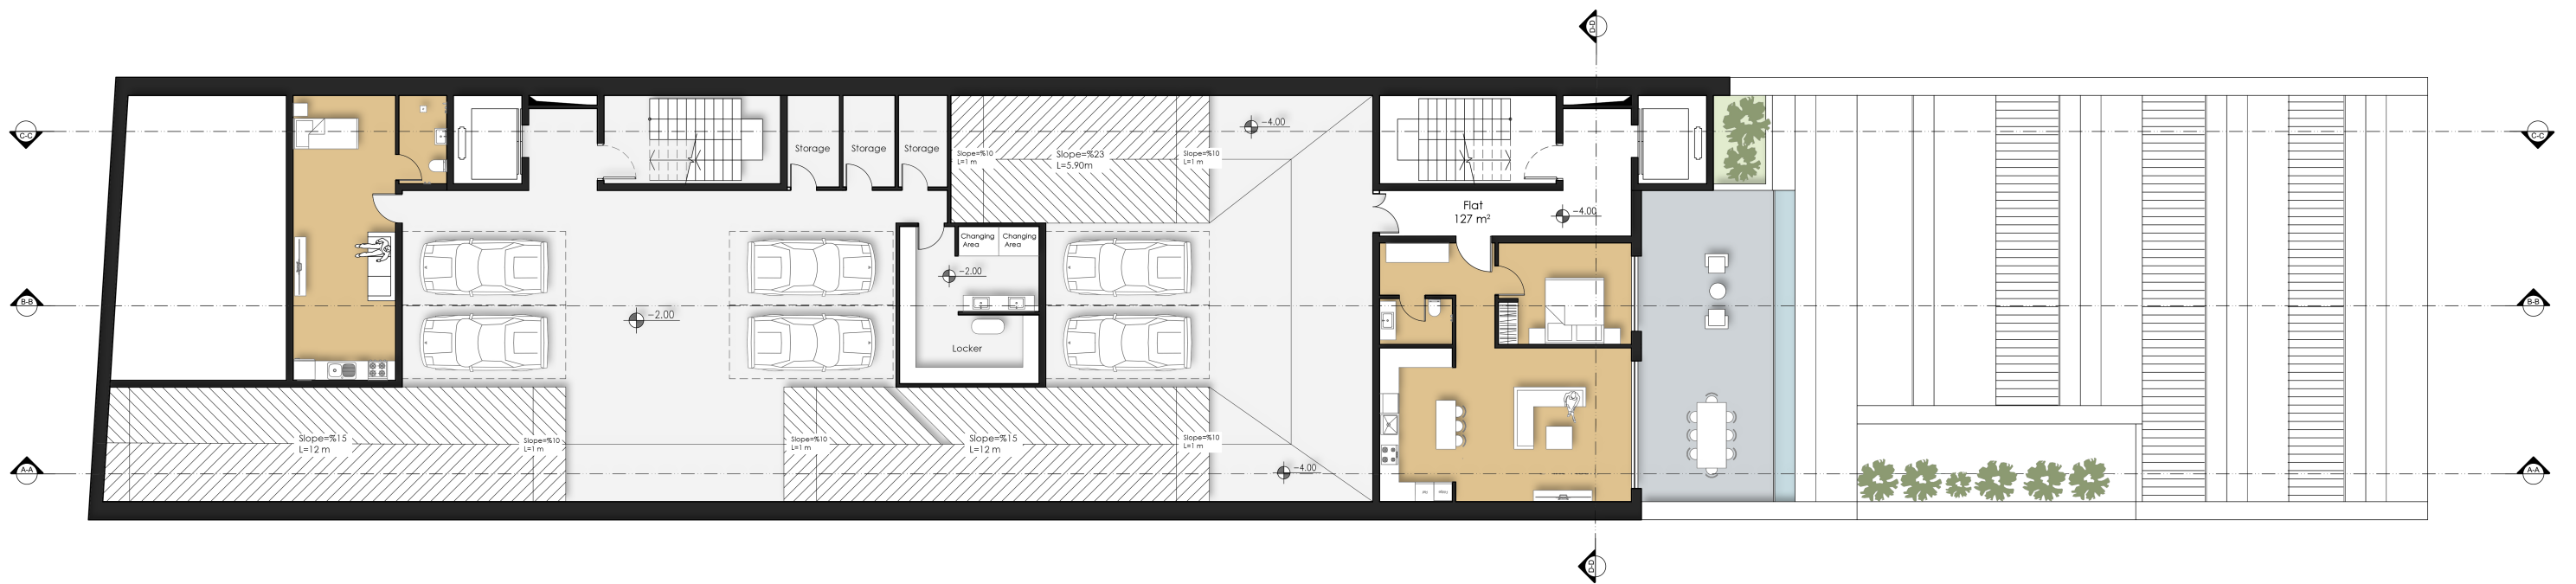 D-D
C-C
C-C
-4.00
Storage
Storage
Storage
Slope=%10
L=1 m
Slope=%23
L=5.90m
Slope=%10
L=1 m
Flat
127 m²
-4.00
Changing
Area
Changing
Area
-2.00
B-B
B-B
-2.00
Locker
Slope=%15
L=12 m
Slope=%10
L=1 m
Slope=%10
L=1 m
Slope=%15
L=12 m
Slope=%10
L=1 m
A-A
-4.00
A-A
D-D